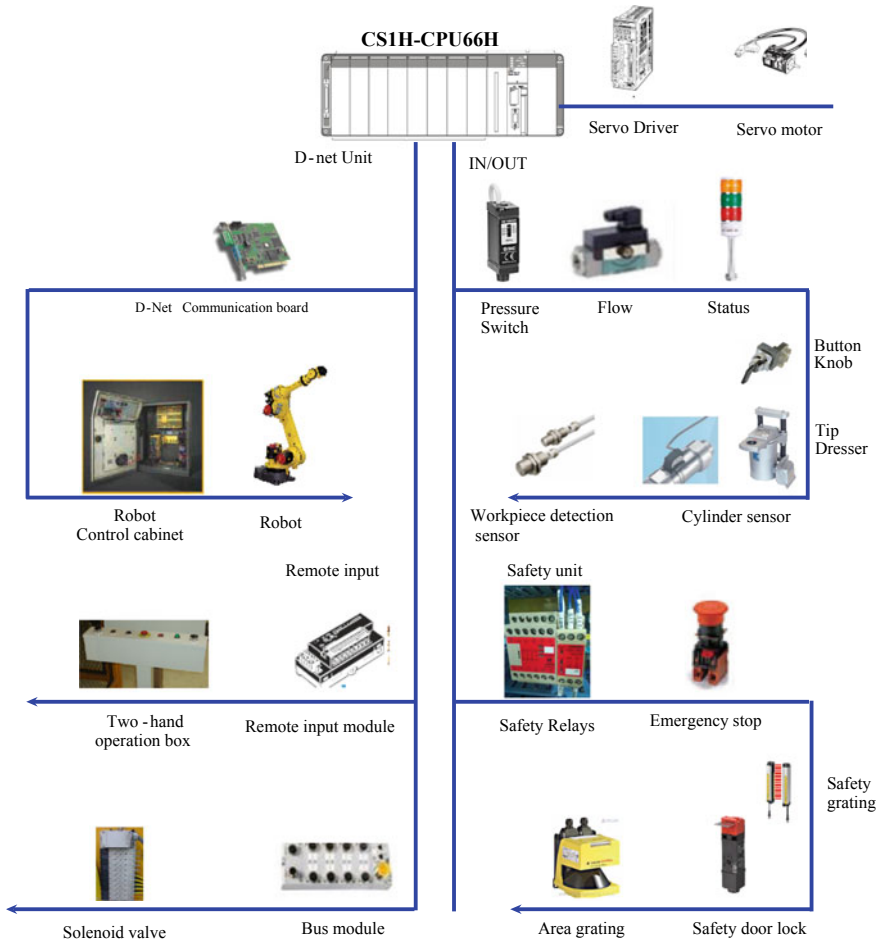 CS1H-CPU66H
Servo Driver
Servo motor
D-net Unit
IN/OUT
D-Net Communication board
Pressure
Switch
Flow
Status
Button
Knob
Tip
Dresser
Robot
Control cabinet
Robot
Workpiece detection
sensor
Cylinder sensor
Remote input
Safety unit
Two-hand
operation box
Remote input module
Safety Relays
Emergency stop
Safety
grating
Solenoid valve
Bus module
Area grating
Safety door lock